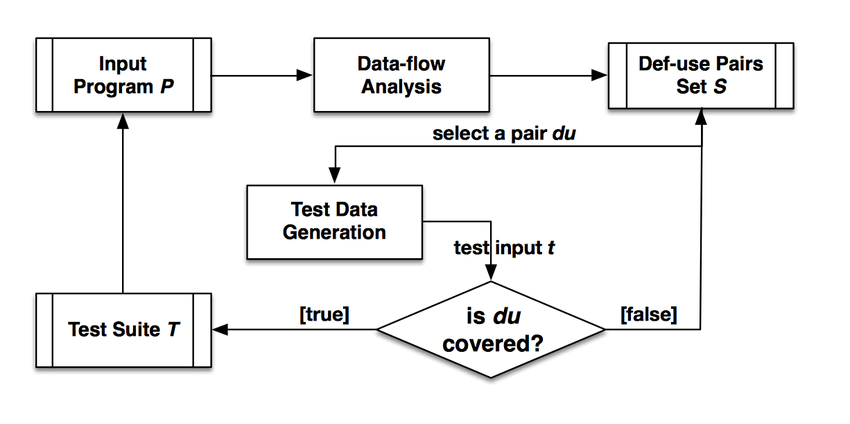 Input
Program P
Data-flow
Analysis
Def-use Pairs
Set S
select a pair du
Test Data
Generation
test input t
Test Suite T
[true]
is du
covered?
[false]